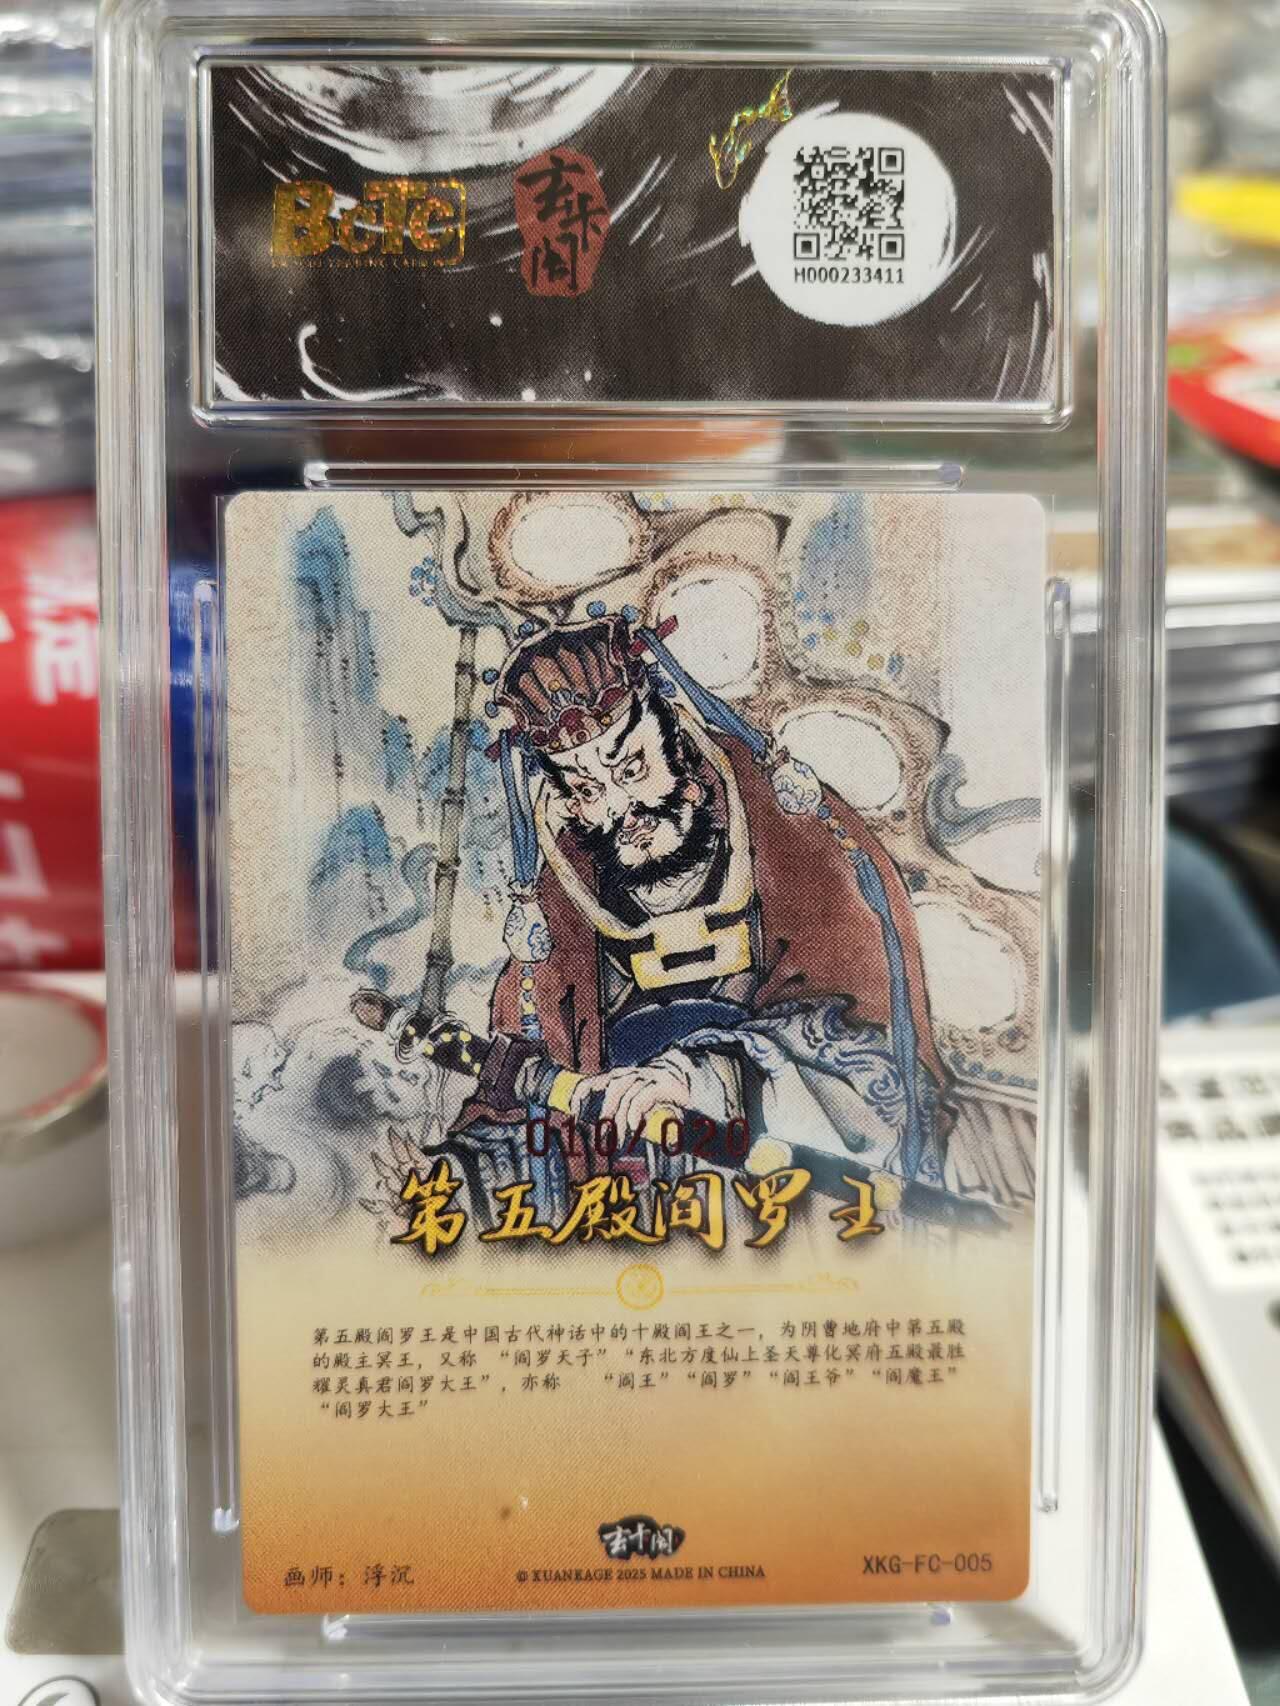 BCTC
玄卡阁
H000233411
010/020
第五殿阎罗王
第五殿阎罗王是中国古代神话中的十殿阎王之一，为阴曹地府中第五殿
的殿主冥王，又称 “阎罗天子” “东北方度仙上圣天尊化冥府五殿最胜
耀灵真君阎罗大王”，亦称 “阎王” “阎罗” “阎王爷” “阎魔王”
“阎罗大王”
玄卡阁
画师：浮沉
© XUANKAGE 2025 MADE IN CHINA
XKG-FC-005